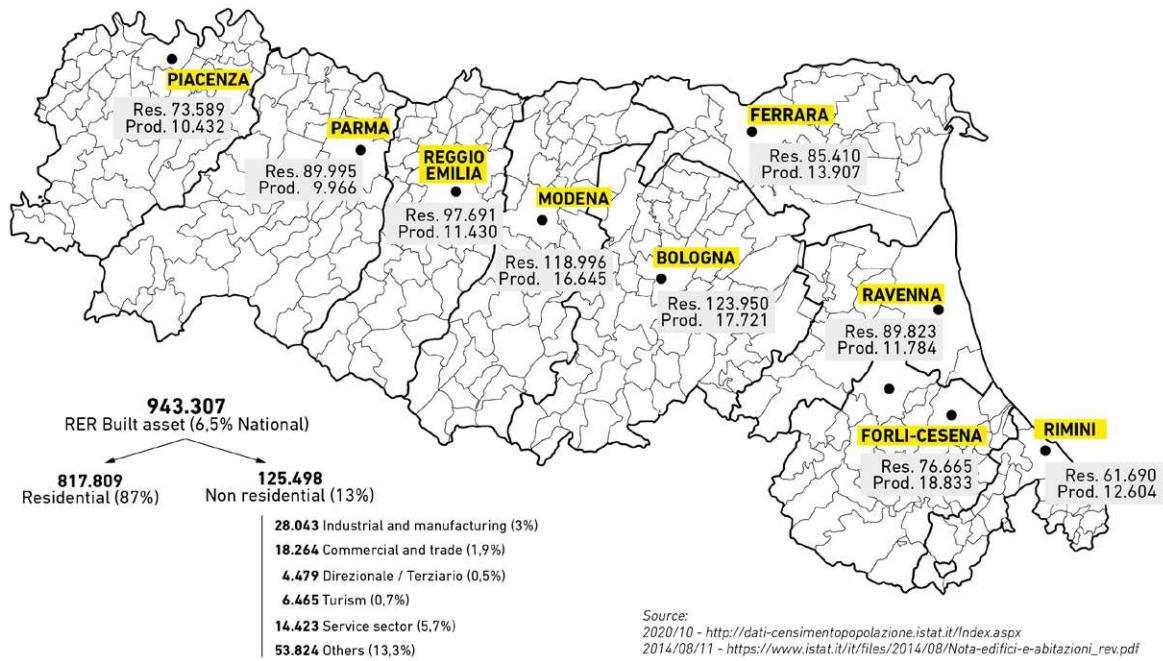 PIACENZA
Res. 73.589
Prod. 10.432
PARMA
Res. 89.995
Prod. 9.966
REGGIO
EMILIA
Res. 97.691
Prod. 11.430
MODENA
Res. 118.996
Prod. 16.645
BOLOGNA
Res. 123.950
Prod. 17.721
FERRARA
Res. 85.410
Prod. 13.907
RAVENNA
Res. 89.823
Prod. 11.784
FORLI-CESENA
Res. 76.665
Prod. 18.833
RIMINI
Res. 61.690
Prod. 12.604
943.307
RER Built asset (6,5% National)
817.809
Residential (87%)
125.498
Non residential (13%)
28.043 Industrial and manufacturing (3%)
18.264 Commercial and trade (1,9%)
4.479 Direzionale / Terziario (0,5%)
6.465 Turism (0,7%)
14.423 Service sector (5,7%)
53.824 Others (13,3%)
Source:
2020/10 - http://dati-censimentopopolazione.istat.it/Index.aspx
2014/08/11 - https://www.istat.it/it/files/2014/08/Nota-edifici-e-abitazioni_rev.pdf